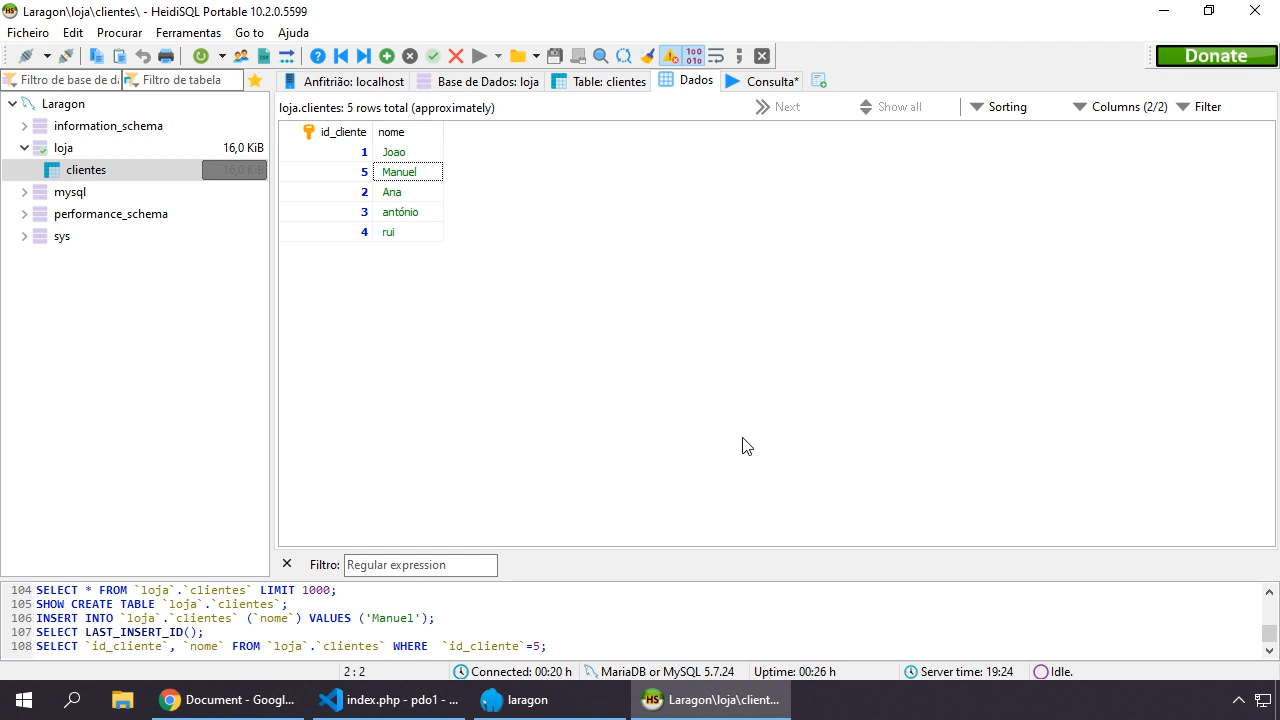 Laragon\loja\clientes\ - HeidiSQL Portable 10.2.0.5599
Ficheiro Edit Procurar Ferramentas Go to Ajuda
Donate
Filtro de base de da Filtro de tabela
Anfitrião: localhost Base de Dados: loja Table: clientes Dados Consulta*
Laragon
information_schema
loja 16,0 KiB
clientes 16,0 KiB
mysql
performance_schema
sys
loja.clientes: 5 rows total (approximately) Next Show all Sorting Columns (2/2) Filter
id_cliente nome
1 Joao
5 Manuel
2 Ana
3 antónio
4 rui
Filtro: Regular expression
104 SELECT * FROM `loja`.`clientes` LIMIT 1000;
105 SHOW CREATE TABLE `loja`.`clientes`;
106 INSERT INTO `loja`.`clientes` (`nome`) VALUES ('Manuel');
107 SELECT LAST_INSERT_ID();
108 SELECT `id_cliente`, `nome` FROM `loja`.`clientes` WHERE  `id_cliente`=5;
2 : 2 Connected: 00:20 h MariaDB or MySQL 5.7.24 Uptime: 00:26 h Server time: 19:24 Idle.
Document - Googl... index.php - pdo1 - ... laragon Laragon\loja\client...